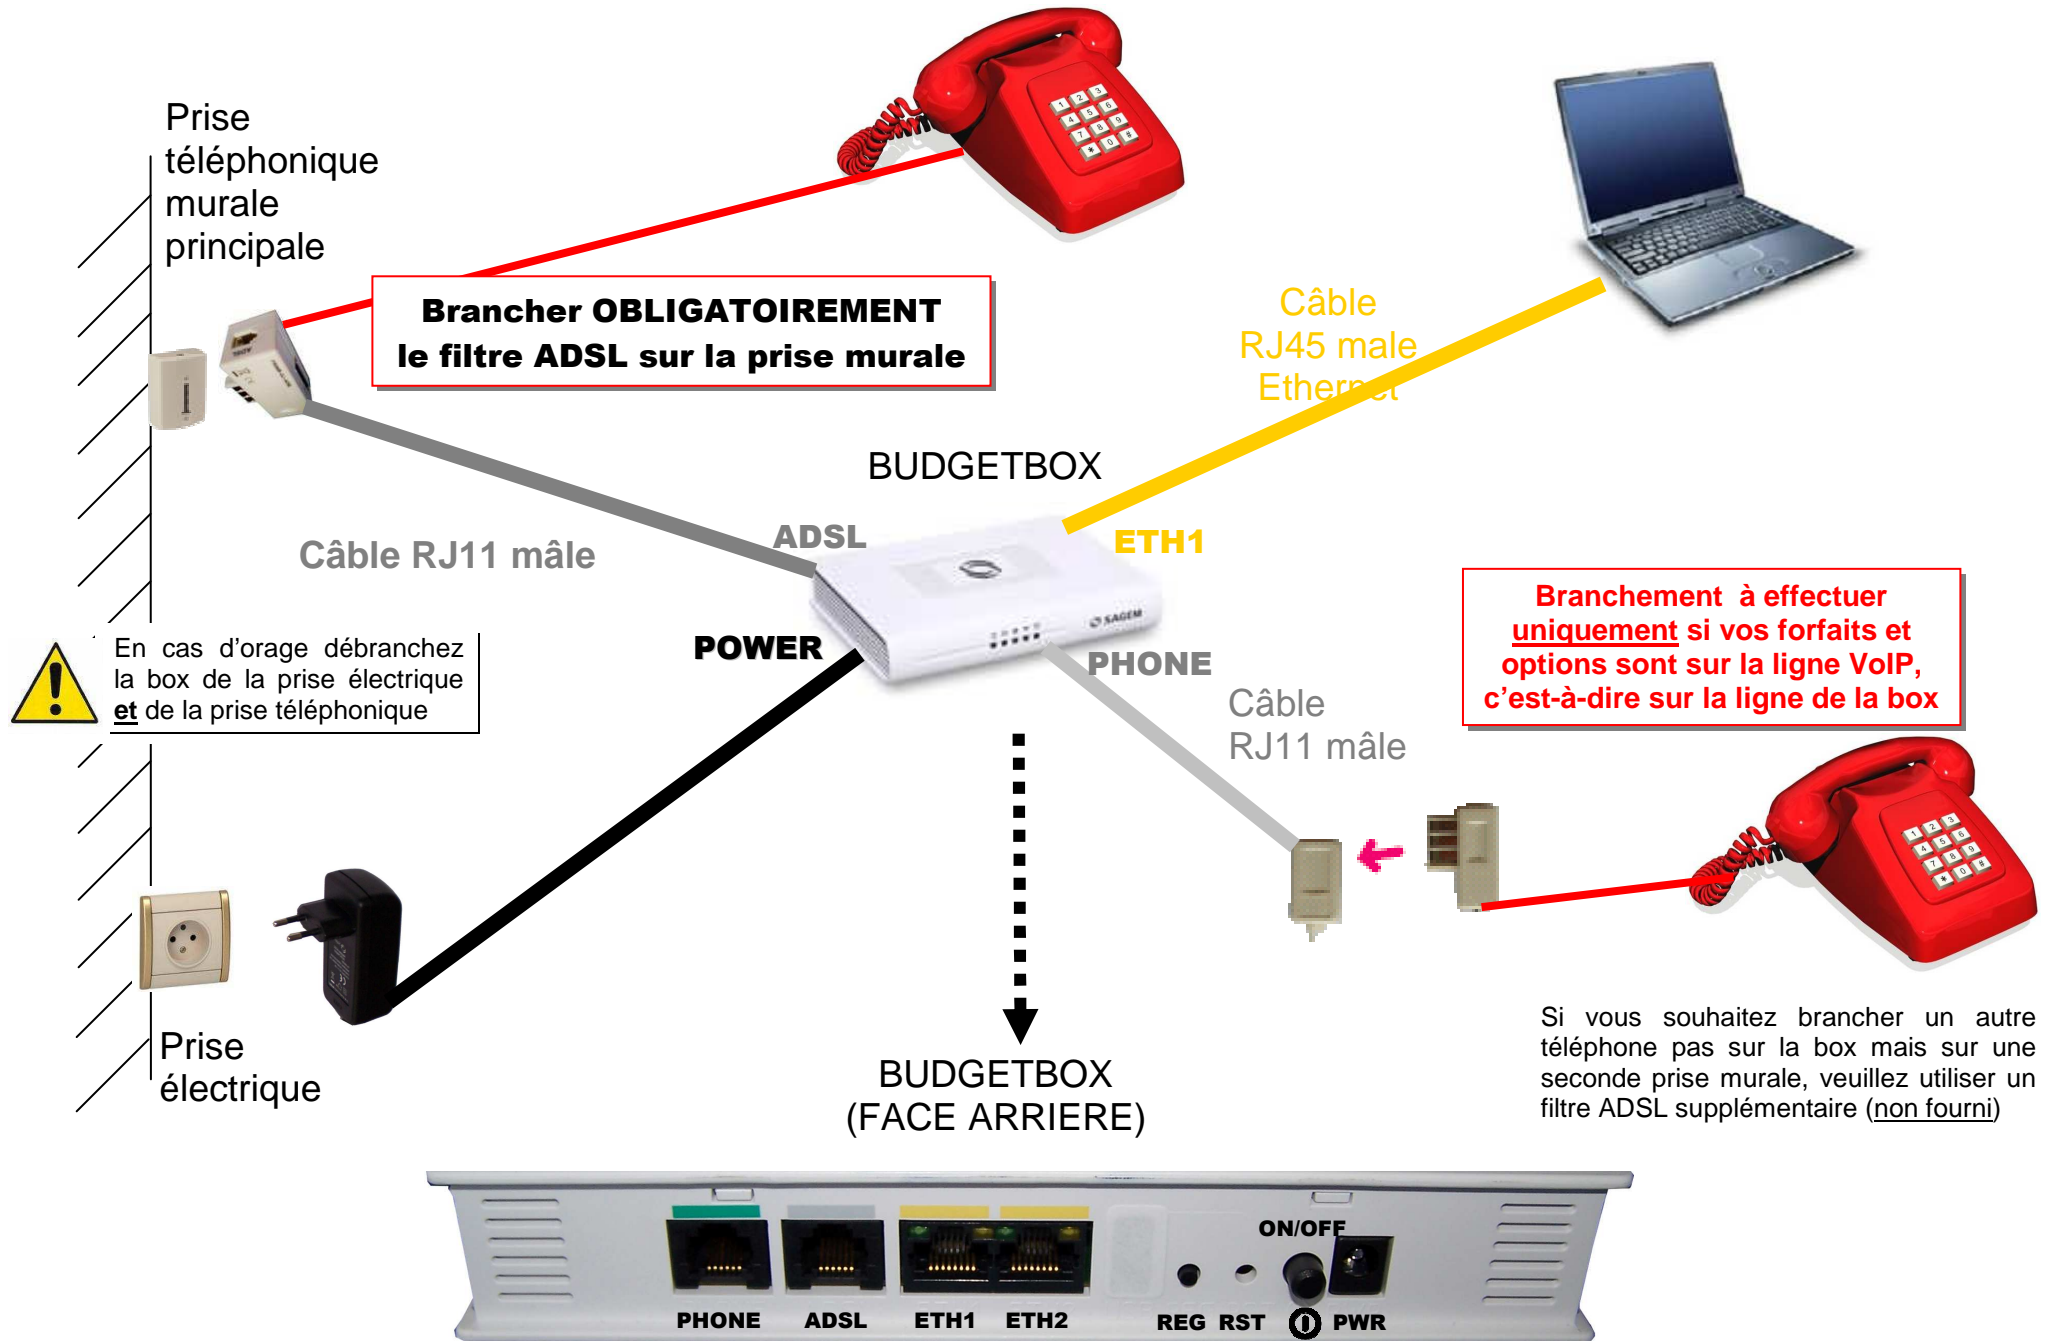 Prise
téléphonique
murale
principale
Brancher OBLIGATOIREMENT
le filtre ADSL sur la prise murale
Câble
RJ45 male
Ethernet
BUDGETBOX
ADSL
ETH1
Câble RJ11 mâle
SAGEM
POWER
PHONE
En cas d'orage débranchez
la box de la prise électrique
et de la prise téléphonique
Branchement à effectuer
uniquement si vos forfaits et
options sont sur la ligne VoIP,
c'est-à-dire sur la ligne de la box
Câble
RJ11 mâle
Prise
électrique
BUDGETBOX
(FACE ARRIERE)
Si vous souhaitez brancher un autre
téléphone pas sur la box mais sur une
seconde prise murale, veuillez utiliser un
filtre ADSL supplémentaire (non fourni)
ON/OFF
PHONE ADSL ETH1 ETH2 REG RST PWR